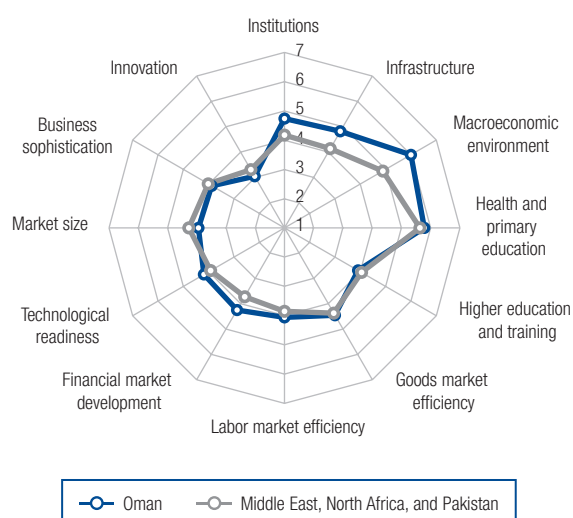 Institutions
7
6
5
4
3
2
1
Infrastructure
Macroeconomic
environment
Health and
primary
education
Higher education
and training
Goods market
efficiency
Labor market efficiency
Financial market
development
Technological
readiness
Market size
Business
sophistication
Innovation
Oman
Middle East, North Africa, and Pakistan